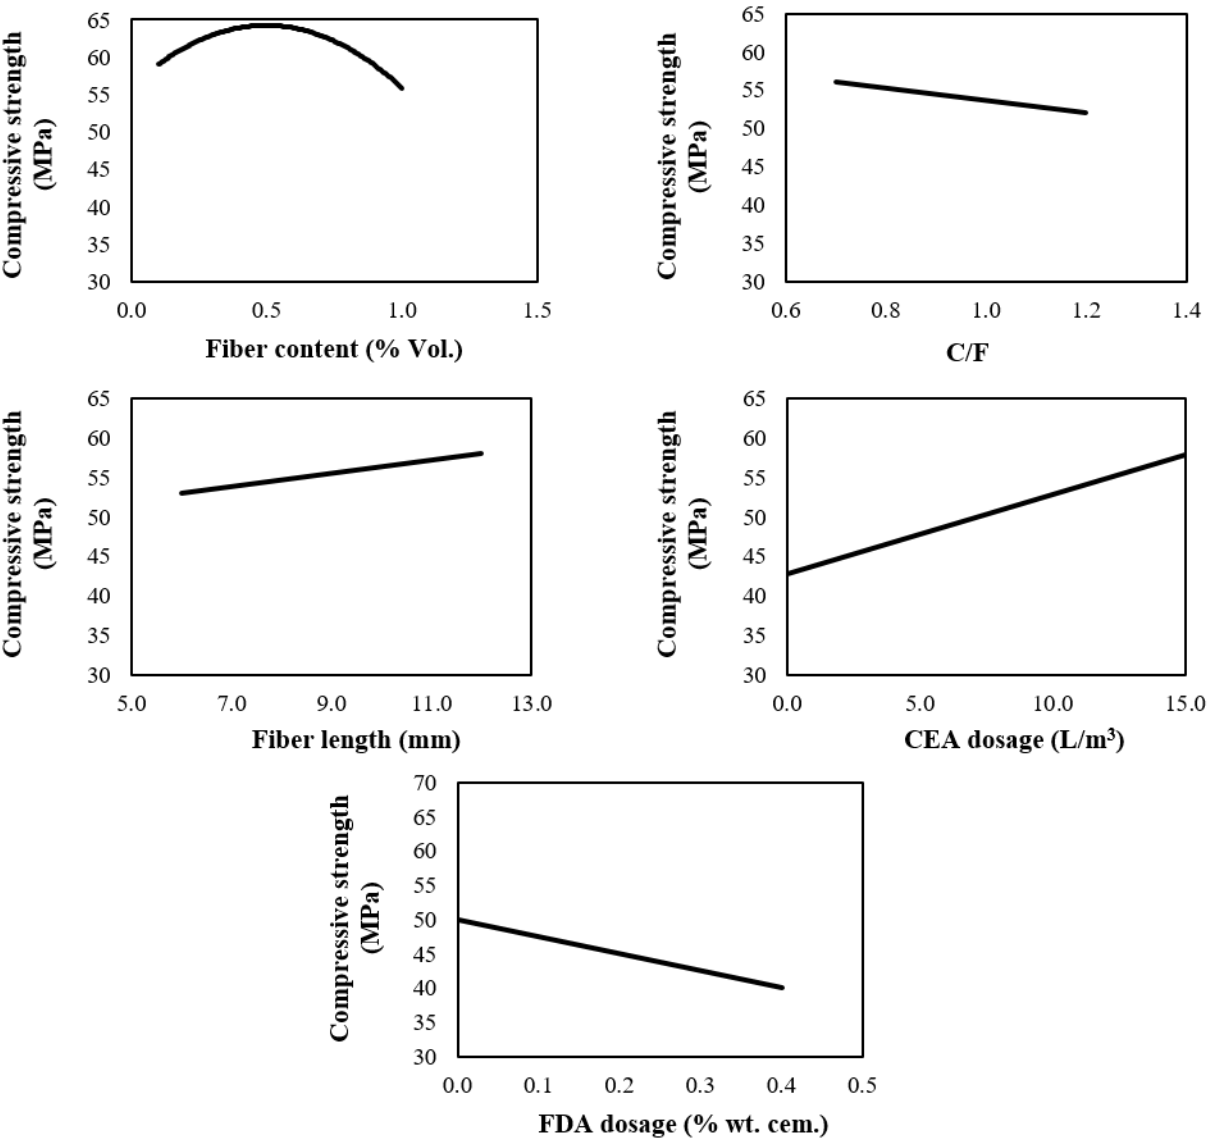 Compressive strength
(MPa)
65
60
55
50
45
40
35
30
0.0 0.5 1.0 1.5
Fiber content (% Vol.)
Compressive strength
(MPa)
65
60
55
50
45
40
35
30
0.6 0.8 1.0 1.2 1.4
C/F
Compressive strength
(MPa)
65
60
55
50
45
40
35
30
5.0 7.0 9.0 11.0 13.0
Fiber length (mm)
Compressive strength
(MPa)
65
60
55
50
45
40
35
30
0.0 5.0 10.0 15.0
CEA dosage (L/m³)
Compressive strength
(MPa)
70
65
60
55
50
45
40
35
30
0.0 0.1 0.2 0.3 0.4 0.5
FDA dosage (% wt. cem.)